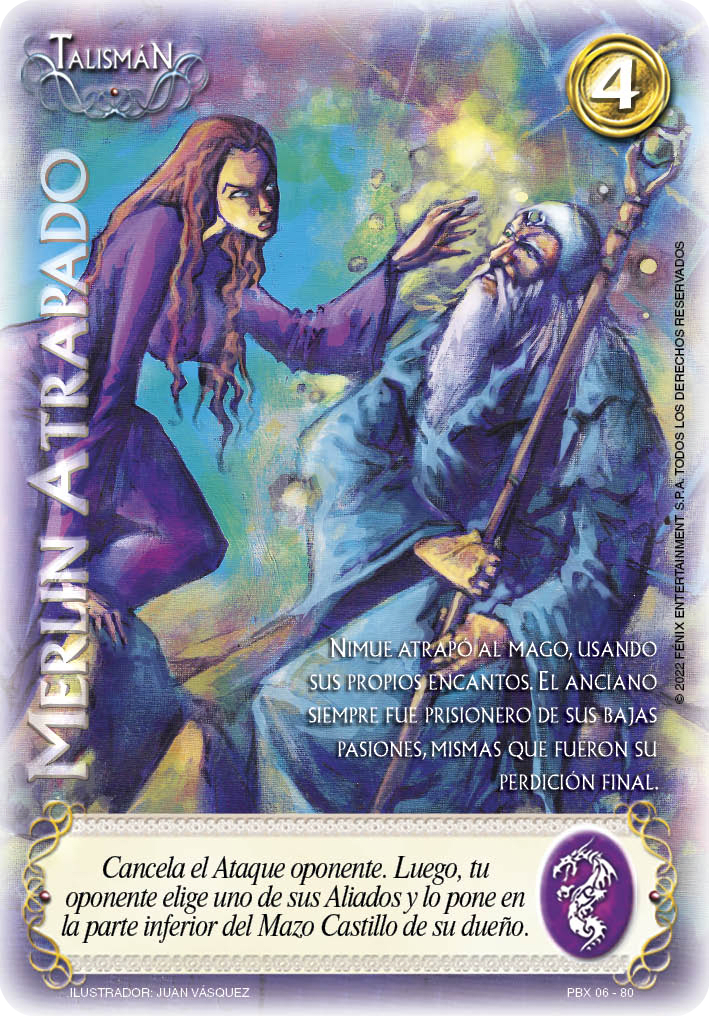 TALISMÁN
4
MERLIN ATRAPADO
© 2022 FÉNIX ENTERTAINMENT S.P.A. TODOS LOS DERECHOS RESERVADOS
NIMUE ATRAPÓ AL MAGO, USANDO
SUS PROPIOS ENCANTOS. EL ANCIANO
SIEMPRE FUE PRISIONERO DE SUS BAJAS
PASIONES, MISMAS QUE FUERON SU
PERDICIÓN FINAL.
Cancela el Ataque oponente. Luego, tu
oponente elige uno de sus Aliados y lo pone en
la parte inferior del Mazo Castillo de su dueño.
ILUSTRADOR: JUAN VÁSQUEZ
PBX 06 - 80